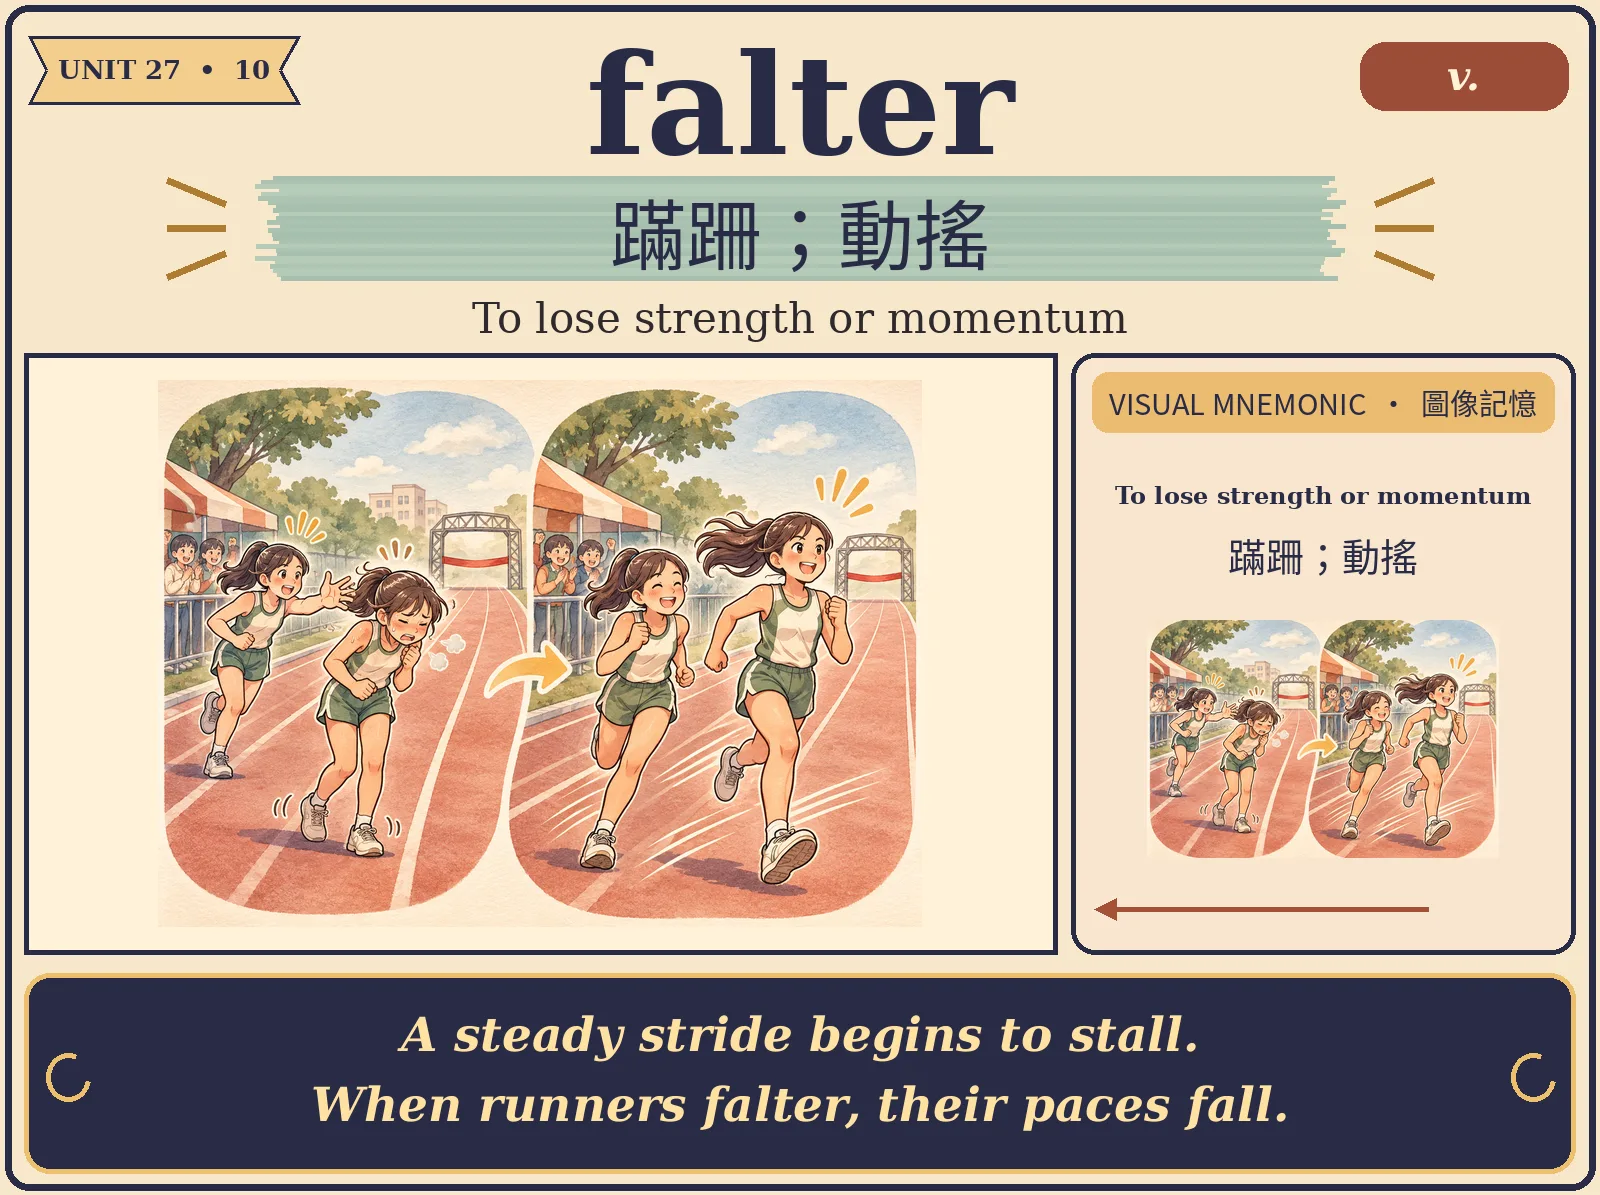 UNIT 27 • 10
falter
v.
蹣跚；動搖
To lose strength or momentum
VISUAL MNEMONIC • 圖像記憶
To lose strength or momentum
蹣跚；動搖
A steady stride begins to stall.
When runners falter, their paces fall.